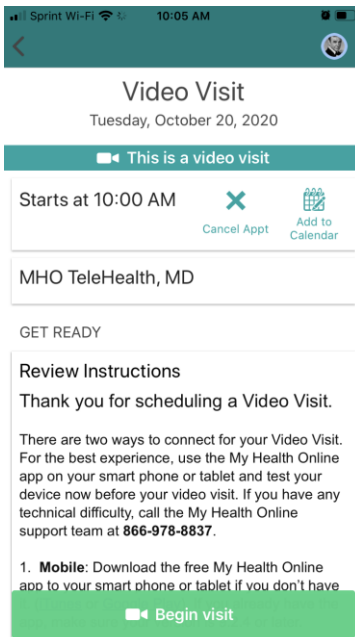 Sprint Wi-Fi 10:05 AM
Video Visit
Tuesday, October 20, 2020
This is a video visit
Starts at 10:00 AM
Cancel Appt
Add to
Calendar
MHO TeleHealth, MD
GET READY
Review Instructions
Thank you for scheduling a Video Visit.
There are two ways to connect for your Video Visit.
For the best experience, use the My Health Online
app on your smart phone or tablet and test your
device now before your video visit. If you have any
technical difficulty, call the My Health Online
support team at 866-978-8837.
1. Mobile: Download the free My Health Online
app to your smart phone or tablet if you don't have
Begin visit